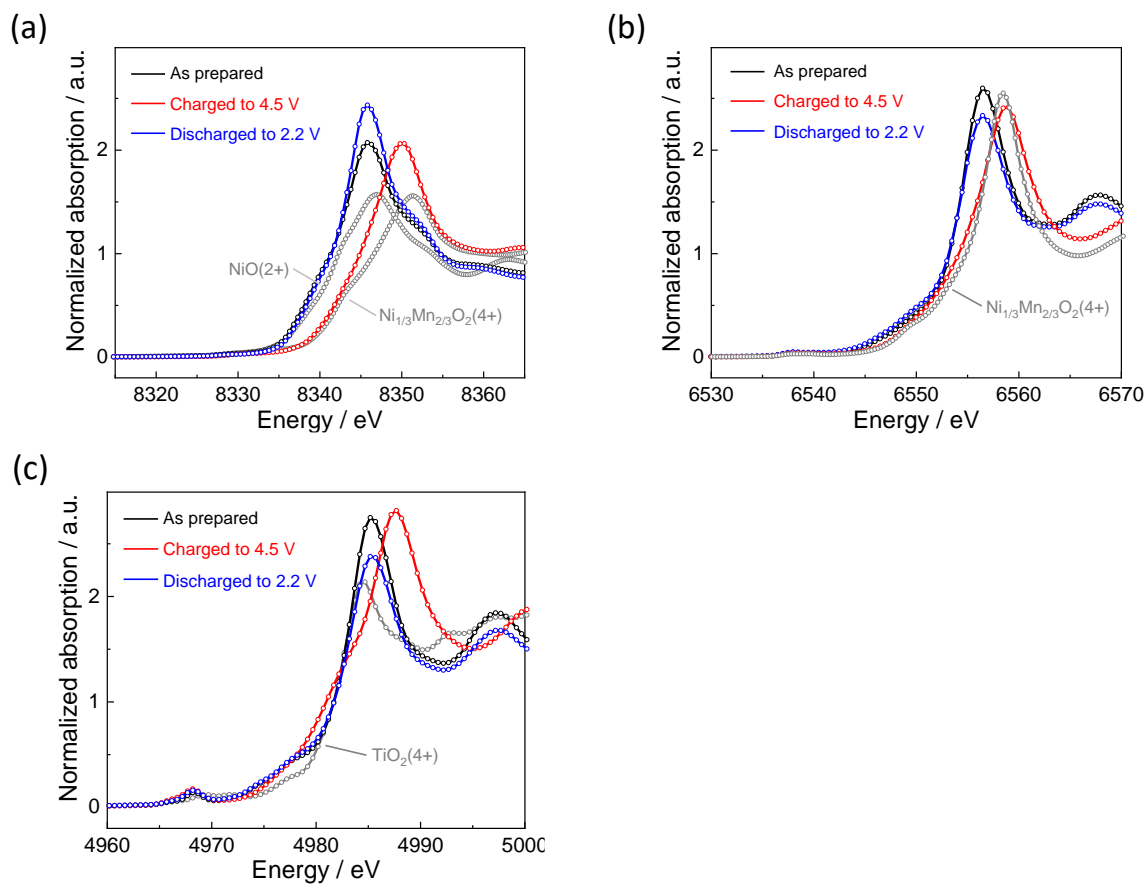 (a)
Normalized absorption / a.u.
2
1
0
As prepared
Charged to 4.5 V
Discharged to 2.2 V
NiO(2+)
Ni1/3Mn2/3O2(4+)
8320 8330 8340 8350 8360
Energy / eV
(b)
Normalized absorption / a.u.
2
1
0
As prepared
Charged to 4.5 V
Discharged to 2.2 V
Ni1/3Mn2/3O2(4+)
6530 6540 6550 6560 6570
Energy / eV
(c)
Normalized absorption / a.u.
2
1
0
As prepared
Charged to 4.5 V
Discharged to 2.2 V
TiO2(4+)
4960 4970 4980 4990 5000
Energy / eV